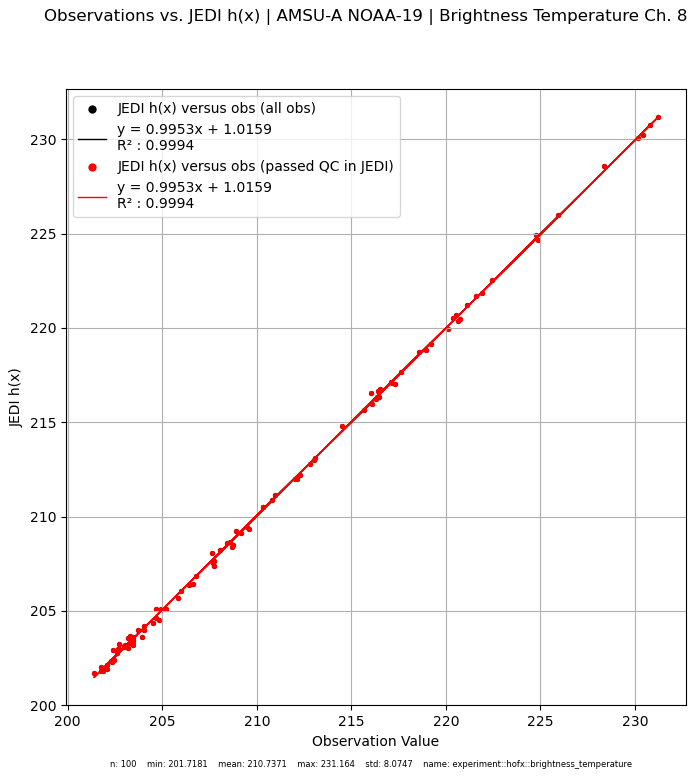 Observations vs. JEDI h(x) | AMSU-A NOAA-19 | Brightness Temperature Ch. 8
JEDI h(x) versus obs (all obs)
y = 0.9953x + 1.0159
R² : 0.9994
JEDI h(x) versus obs (passed QC in JEDI)
y = 0.9953x + 1.0159
R² : 0.9994
230
225
220
215
210
205
200
JEDI h(x)
200
205
210
215
220
225
230
Observation Value
n: 100 min: 201.7181 mean: 210.7371 max: 231.164 std: 8.0747 name: experiment::hofx::brightness_temperature